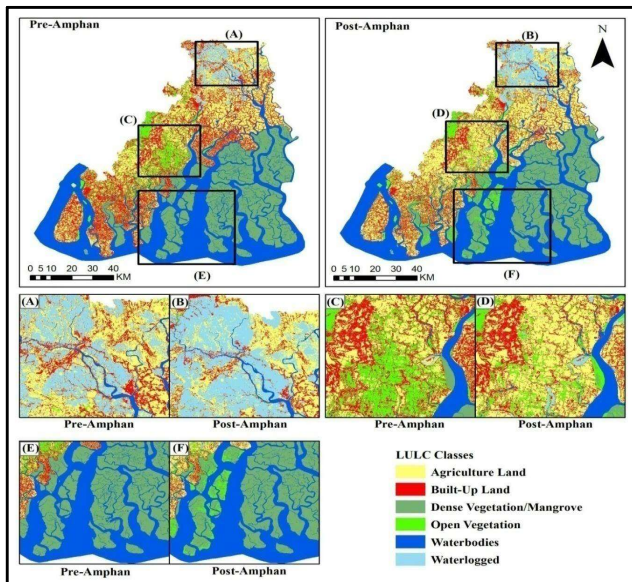 Pre-Amphan
Post-Amphan
N
(A)
(B)
(C)
(D)
(E)
(F)
0 5 10 20 30 40
KM
0 5 10 20 30 40
KM
(A)
(B)
(C)
(D)
Pre-Amphan
Post-Amphan
Pre-Amphan
Post-Amphan
(E)
(F)
Pre-Amphan
Post-Amphan
LULC Classes
Agriculture Land
Built-Up Land
Dense Vegetation/Mangrove
Open Vegetation
Waterbodies
Waterlogged